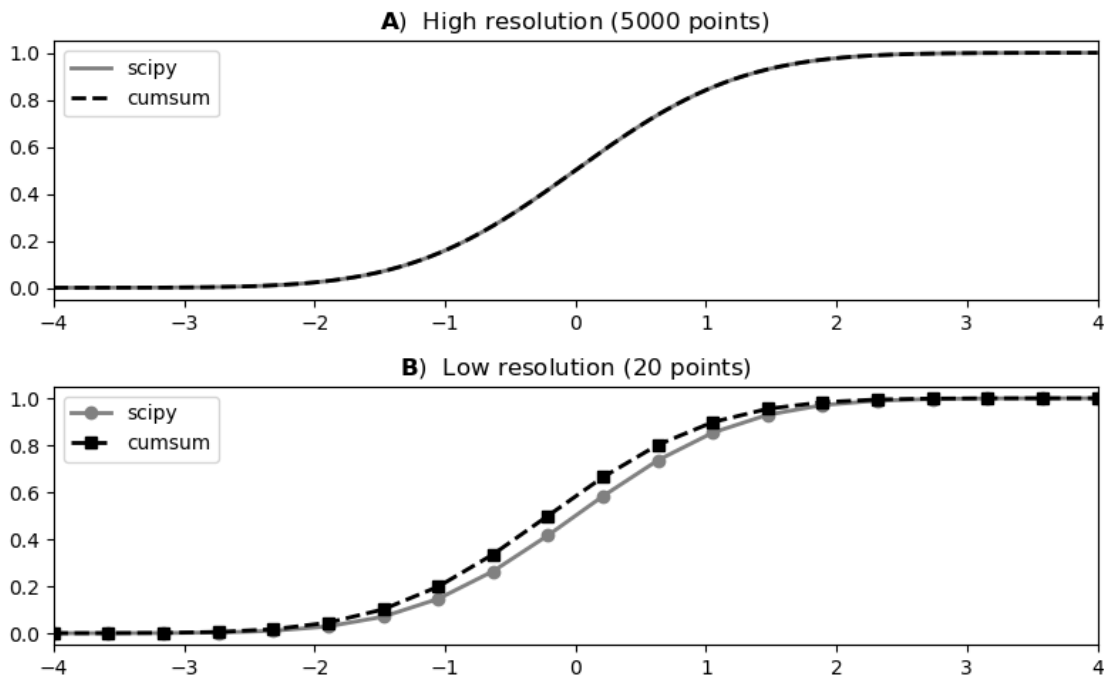 A)  High resolution (5000 points)
1.0
0.8
0.6
0.4
0.2
0.0
scipy
cumsum
−4 −3 −2 −1 0 1 2 3 4
B)  Low resolution (20 points)
1.0
0.8
0.6
0.4
0.2
0.0
scipy
cumsum
−4 −3 −2 −1 0 1 2 3 4